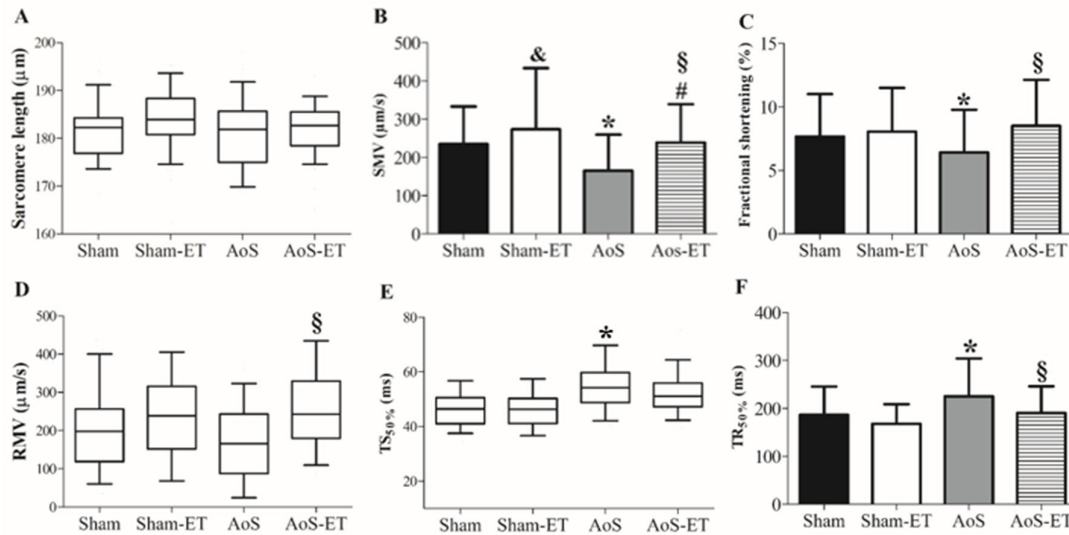 A
Sarcomere length (µm)
200
190
180
170
160
Sham Sham-ET AoS AoS-ET
B
SMV (µm/s)
500
400
300
200
100
0
&
*
§
#
Sham Sham-ET AoS Aos-ET
C
Fractional shortening (%)
15
10
5
0
*
§
Sham Sham-ET AoS AoS-ET
D
RMV (µm/s)
500
400
300
200
100
0
§
Sham Sham-ET AoS AoS-ET
E
TS50% (ms)
80
60
40
20
*
Sham Sham-ET AoS AoS-ET
F
TR50% (ms)
400
300
200
100
0
*
§
Sham Sham-ET AoS AoS-ET